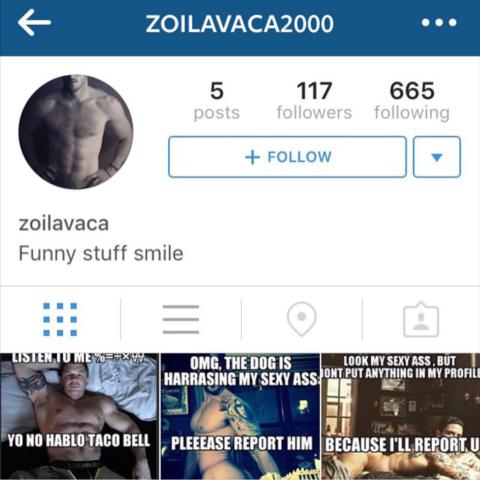 ZOILAVACA2000
5
posts
117
followers
665
following
+ FOLLOW
zoilavaca
Funny stuff smile
LISTEN TO ME %=÷×₩
YO NO HABLO TACO BELL
OMG, THE DOG IS
HARRASING MY SEXY ASS
PLEEEASE REPORT HIM
LOOK MY SEXY ASS , BUT
DONT PUT ANYTHING IN MY PROFILE
BECAUSE I'LL REPORT U